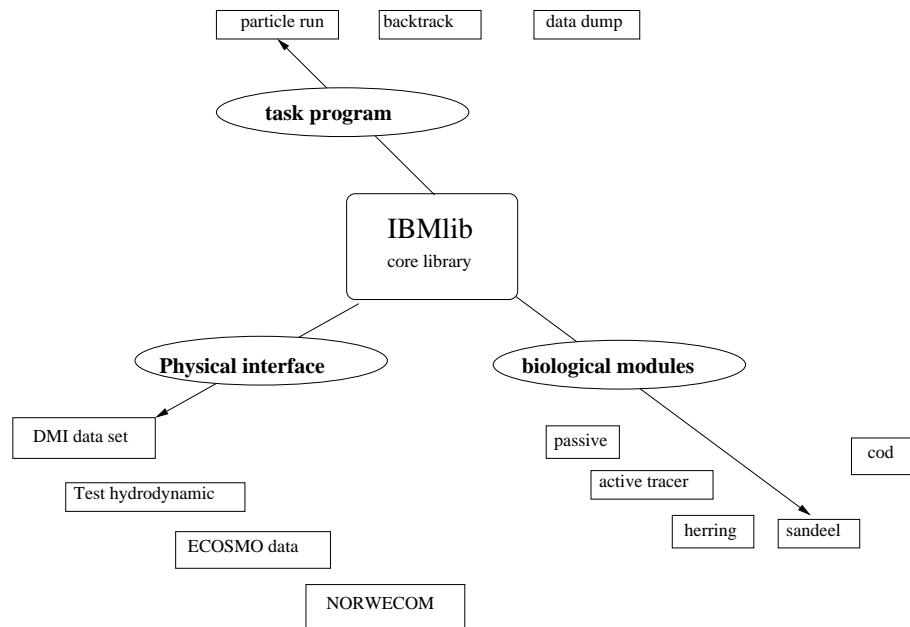 particle run
backtrack
data dump
task program
IBMlib
core library
Physical interface
biological modules
DMI data set
passive
cod
Test hydrodynamic
active tracer
herring
sandeel
ECOSMO data
NORWECOM